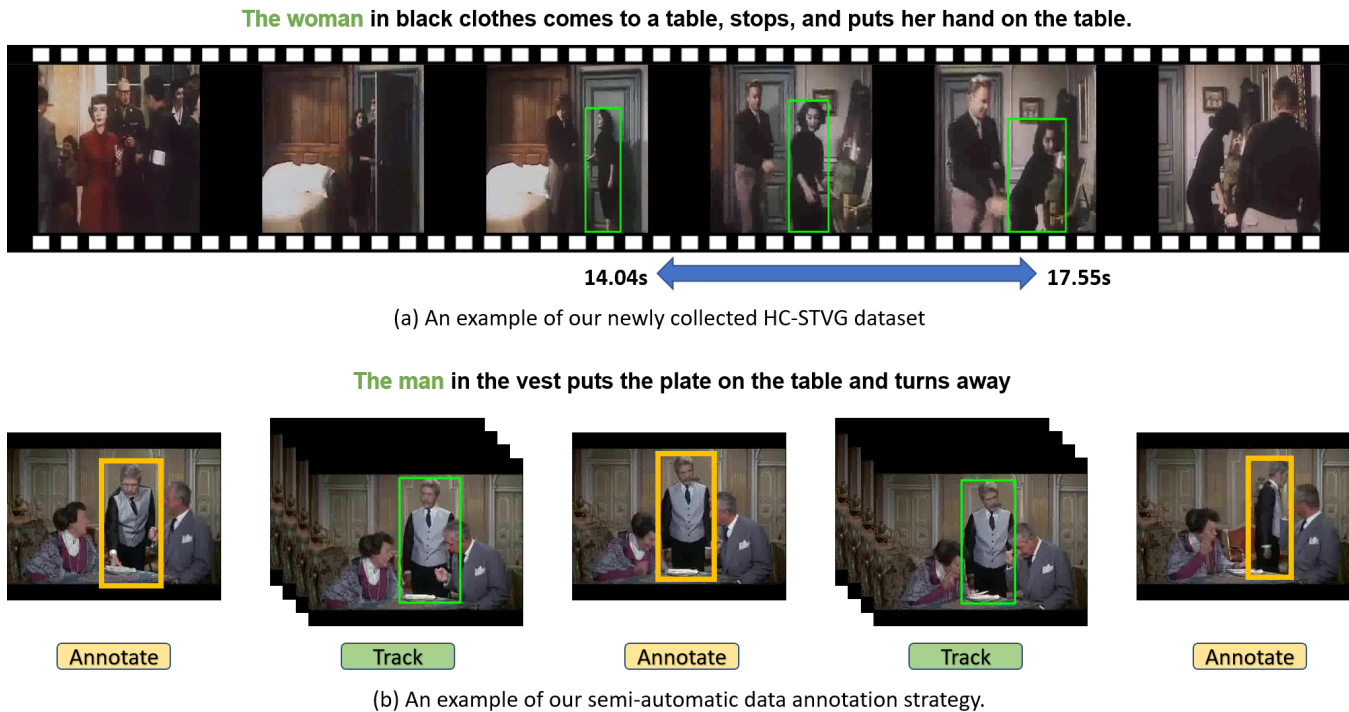 The woman in black clothes comes to a table, stops, and puts her hand on the table.
14.04s
17.55s
(a) An example of our newly collected HC-STVG dataset
The man in the vest puts the plate on the table and turns away
Annotate
Track
Annotate
Track
Annotate
(b) An example of our semi-automatic data annotation strategy.